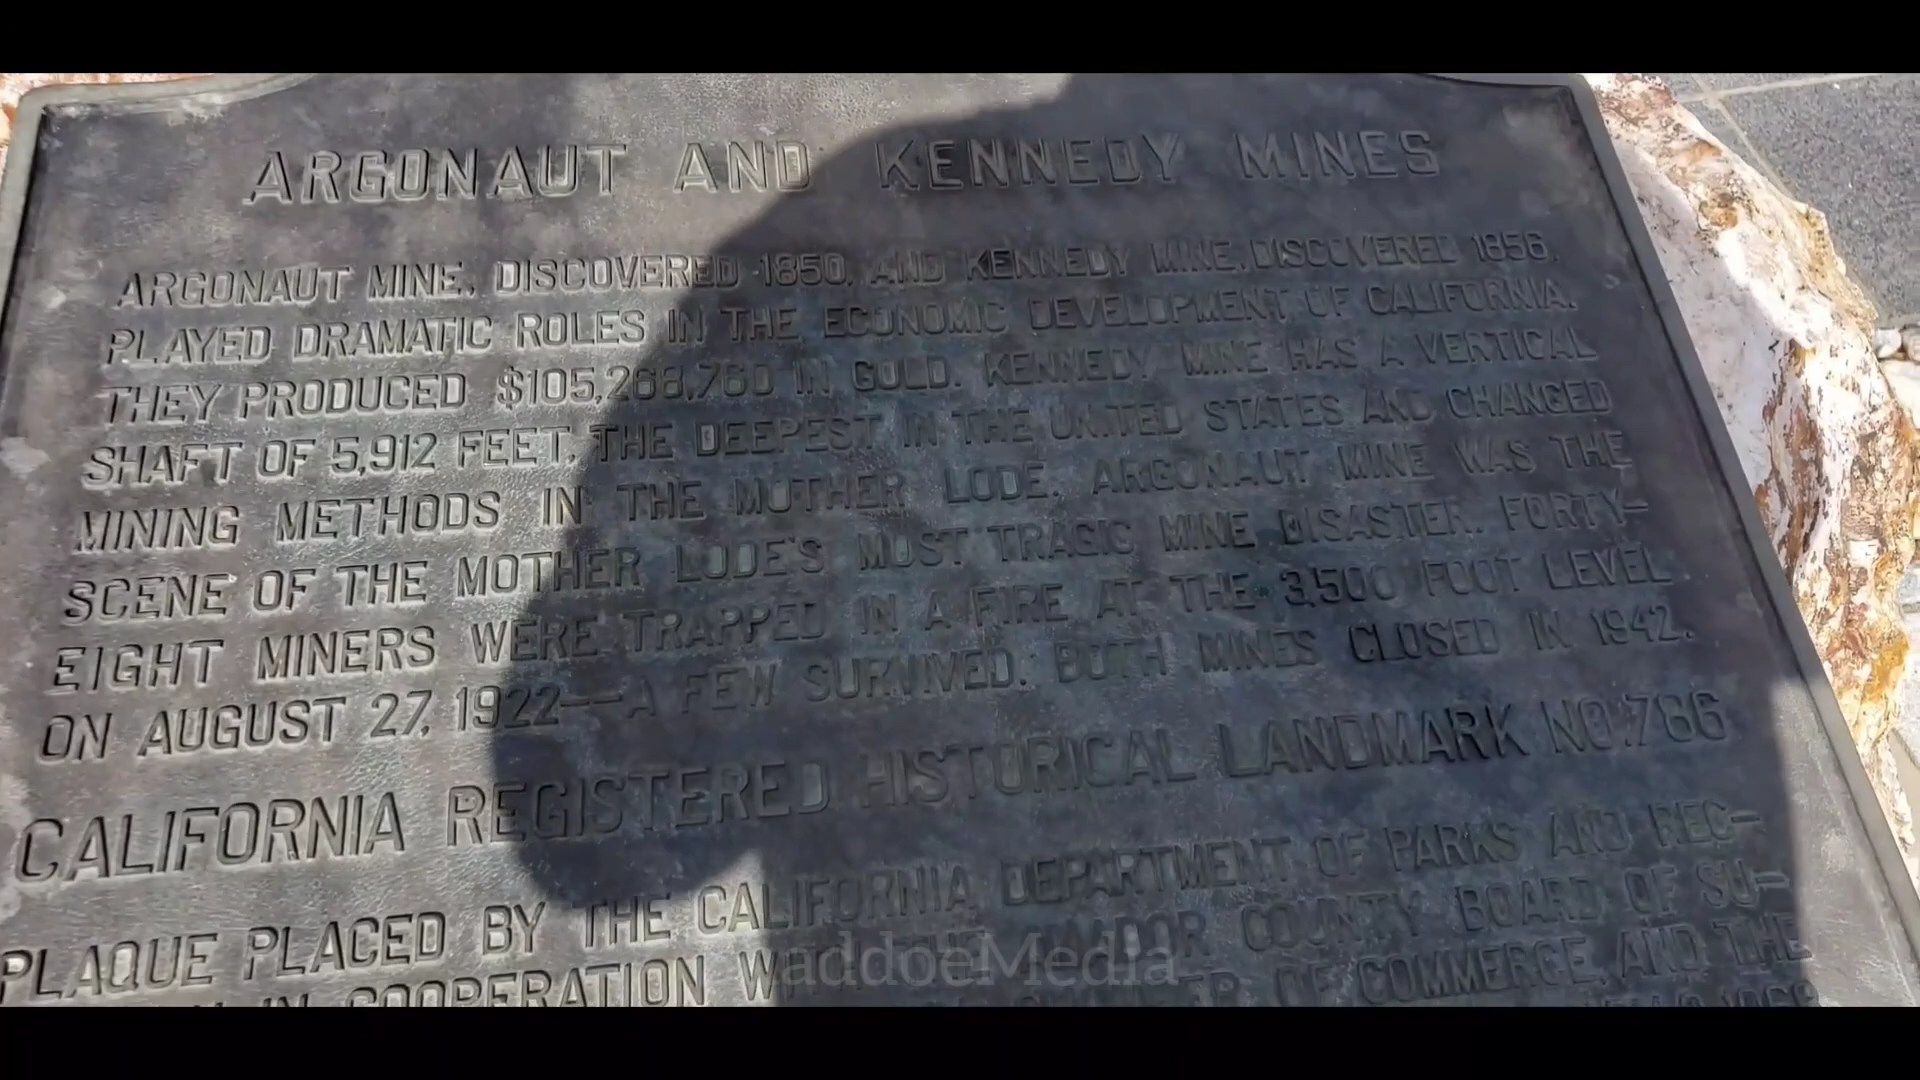 ARGONAUT AND KENNEDY MINES
ARGONAUT MINE, DISCOVERED 1850, AND KENNEDY MINE, DISCOVERED 1856,
PLAYED DRAMATIC ROLES IN THE ECONOMIC DEVELOPMENT OF CALIFORNIA.
THEY PRODUCED $105,268,760 IN GOLD. KENNEDY MINE HAS A VERTICAL
SHAFT OF 5,912 FEET, THE DEEPEST IN THE UNITED STATES AND CHANGED
MINING METHODS IN THE MOTHER LODE. ARGONAUT MINE WAS THE
SCENE OF THE MOTHER LODE'S MOST TRAGIC MINE DISASTER. FORTY-
EIGHT MINERS WERE TRAPPED IN A FIRE AT THE 3,500 FOOT LEVEL
ON AUGUST 27, 1922—A FEW SURVIVED. BOTH MINES CLOSED IN 1942.
CALIFORNIA REGISTERED HISTORICAL LANDMARK NO. 786
PLAQUE PLACED BY THE CALIFORNIA DEPARTMENT OF PARKS AND REC-
IN COOPERATION THE AMADOR COUNTY BOARD OF SU-
OF COMMERCE, AND THE
addoeMedia